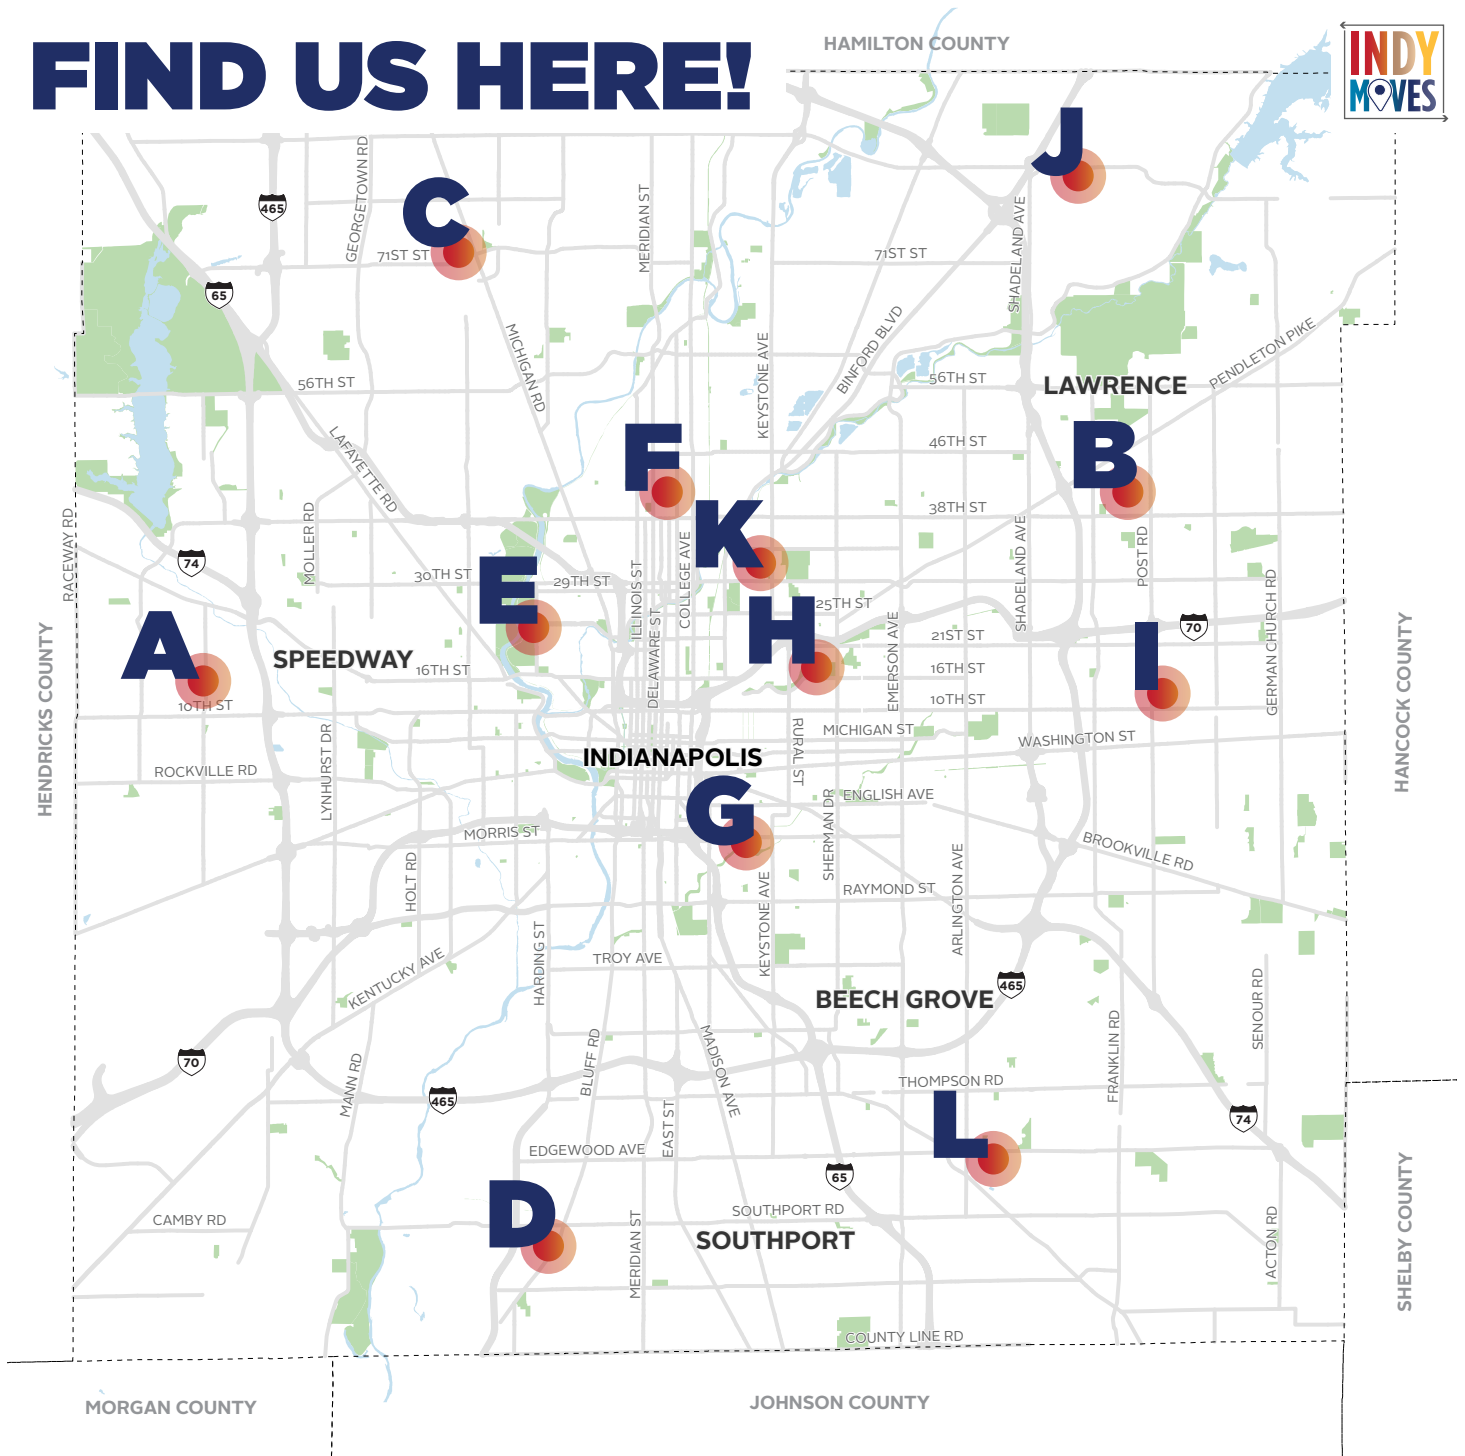 FIND US HERE!
HAMILTON COUNTY
INDY
MOVES
J
C
465
GEORGETOWN RD
MERIDIAN ST
71ST ST
71ST ST
SHADELAND AVE
65
MICHIGAN RD
KEYSTONE AVE
BINFORD BLVD
PENDLETON PIKE
56TH ST
56TH ST
LAWRENCE
LAFAYETTE RD
F
46TH ST
B
K
38TH ST
RACEWAY RD
MOLLER RD
74
30TH ST
E
29TH ST
ILLINOIS ST
DELAWARE ST
COLLEGE AVE
SHADELAND AVE
POST RD
GERMAN CHURCH RD
25TH ST
H
EMERSON AVE
21ST ST
70
A
SPEEDWAY
16TH ST
16TH ST
I
10TH ST
10TH ST
HENDRICKS COUNTY
HANCOCK COUNTY
LYNHURST DR
RURAL ST
MICHIGAN ST
WASHINGTON ST
INDIANAPOLIS
ROCKVILLE RD
G
ENGLISH AVE
SHERMAN DR
MORRIS ST
BROOKVILLE RD
HOLT RD
KEYSTONE AVE
RAYMOND ST
ARLINGTON AVE
HARDING ST
TROY AVE
KENTUCKY AVE
BEECH GROVE
465
SENOUR RD
FRANKLIN RD
70
MANN RD
BLUFF RD
MADISON AVE
THOMPSON RD
465
EAST ST
L
74
EDGEWOOD AVE
65
D
CAMBY RD
MERIDIAN ST
SOUTHPORT RD
SOUTHPORT
ACTON RD
SHELBY COUNTY
COUNTY LINE RD
MORGAN COUNTY
JOHNSON COUNTY